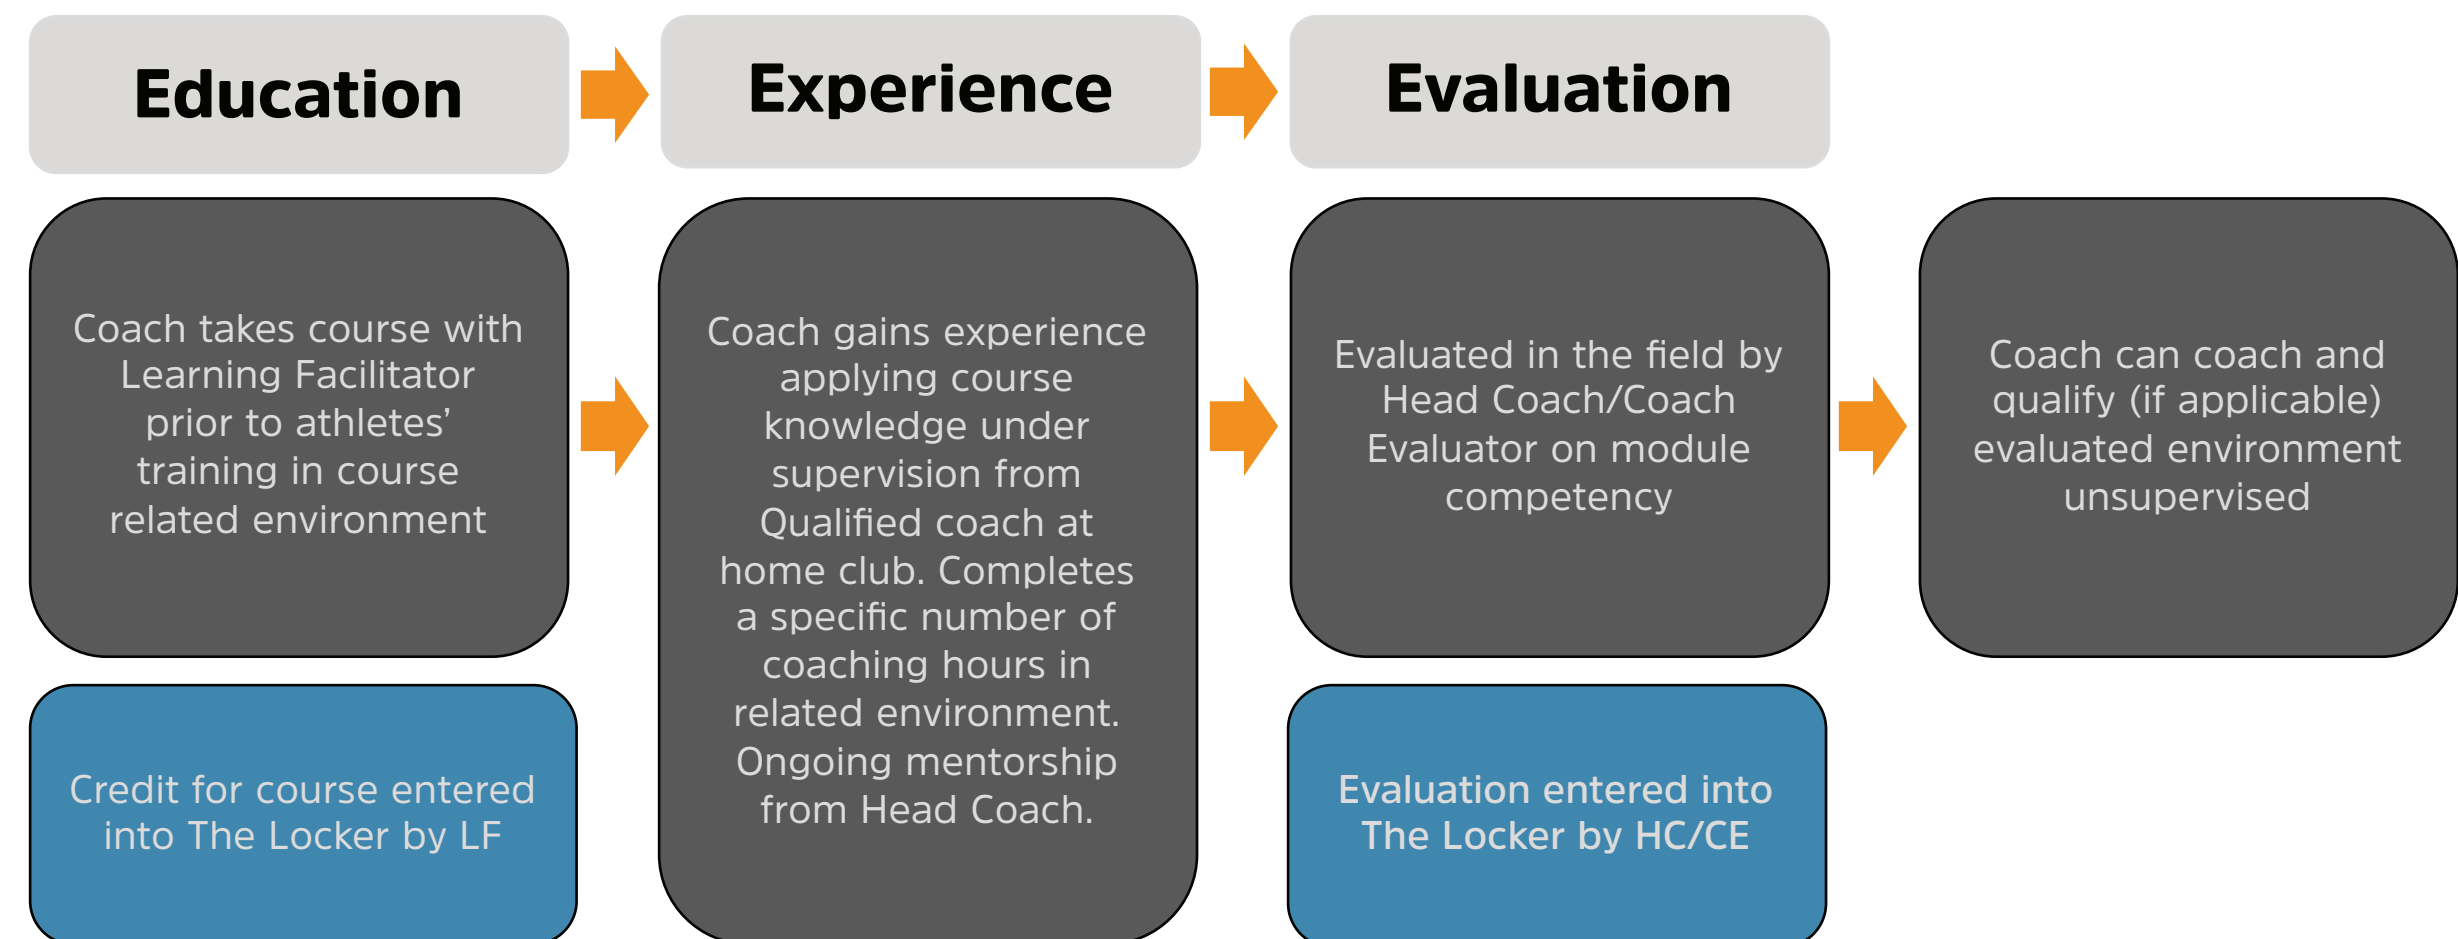 Education
Experience
Evaluation
Coach takes course with
Learning Facilitator
prior to athletes’
training in course
related environment
Coach gains experience
applying course
knowledge under
supervision from
Qualified coach at
home club. Completes
a specific number of
coaching hours in
related environment.
Ongoing mentorship
from Head Coach.
Evaluated in the field by
Head Coach/Coach
Evaluator on module
competency
Coach can coach and
qualify (if applicable)
evaluated environment
unsupervised
Credit for course entered
into The Locker by LF
Evaluation entered into
The Locker by HC/CE